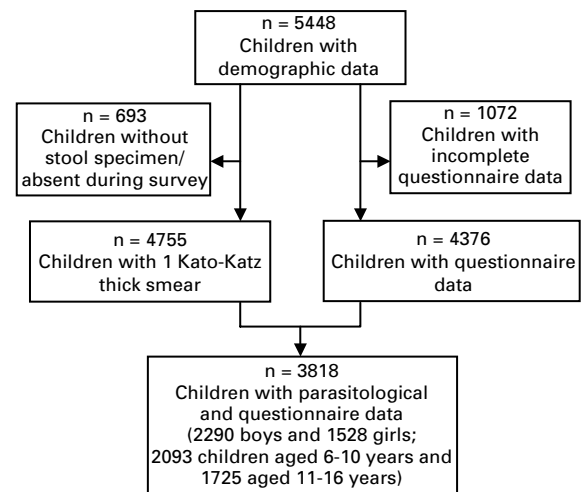 n = 5448
Children with
demographic data
n = 693
Children without
stool specimen/
absent during survey
n = 1072
Children with
incomplete
questionnaire data
n = 4755
Children with 1 Kato-Katz
thick smear
n = 4376
Children with questionnaire
data
n = 3818
Children with parasitological
and questionnaire data
(2290 boys and 1528 girls;
2093 children aged 6-10 years and
1725 aged 11-16 years)